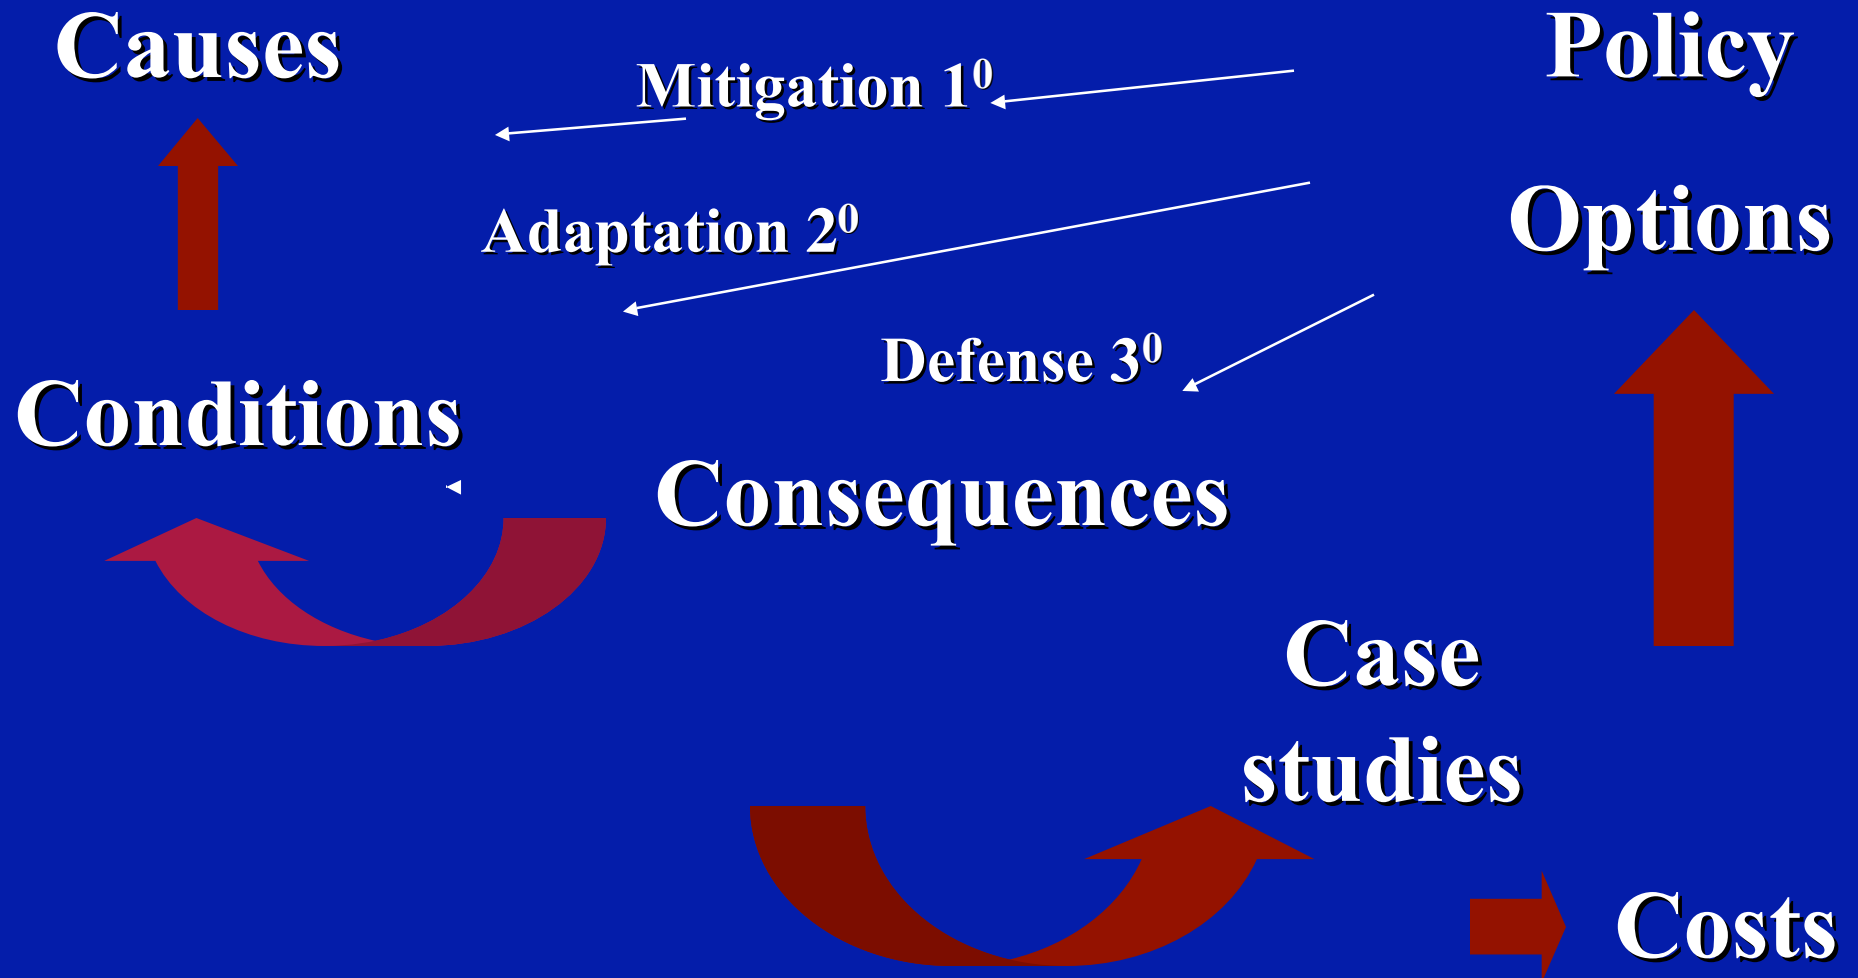 Causes
Policy
Mitigation 1⁰
Options
Adaptation 2⁰
Defense 3⁰
Conditions
Consequences
Case
studies
Costs